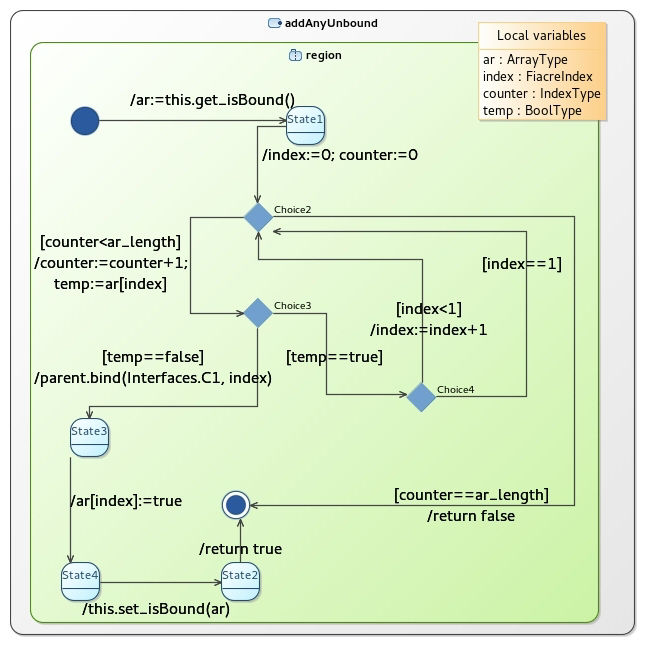 addAnyUnbound
region
Local variables
ar : ArrayType
index : FiacreIndex
counter : IndexType
temp : BoolType
/ar:=this.get_isBound()
State1
/index:=0; counter:=0
Choice2
[counter<ar_length]
/counter:=counter+1;
temp:=ar[index]
[index==1]
Choice3
[index<1]
/index:=index+1
[temp==false]
/parent.bind(Interfaces.C1, index)
[temp==true]
Choice4
State3
/ar[index]:=true
[counter==ar_length]
/return false
/return true
State4
State2
/this.set_isBound(ar)